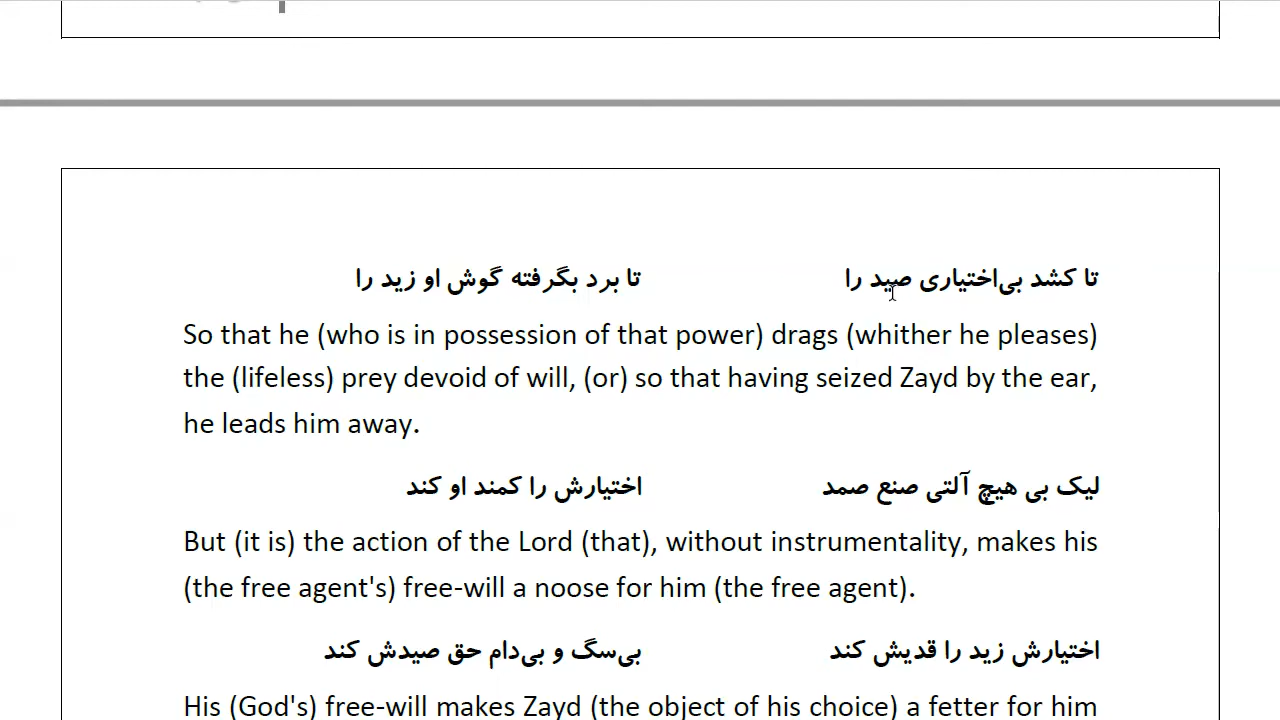 تا کشد بی‌اختیاری صید را تا برد بگرفته گوش او زید را
So that he (who is in possession of that power) drags (whither he pleases)
the (lifeless) prey devoid of will, (or) so that having seized Zayd by the ear,
he leads him away.
لیک بی هیچ آلتی صنع صمد اختیارش را کمند او کند
But (it is) the action of the Lord (that), without instrumentality, makes his
(the free agent's) free-will a noose for him (the free agent).
اختیارش زید را قدیش کند بی‌سگ و بی‌دام حق صیدش کند
His (God's) free-will makes Zayd (the object of his choice) a fetter for him